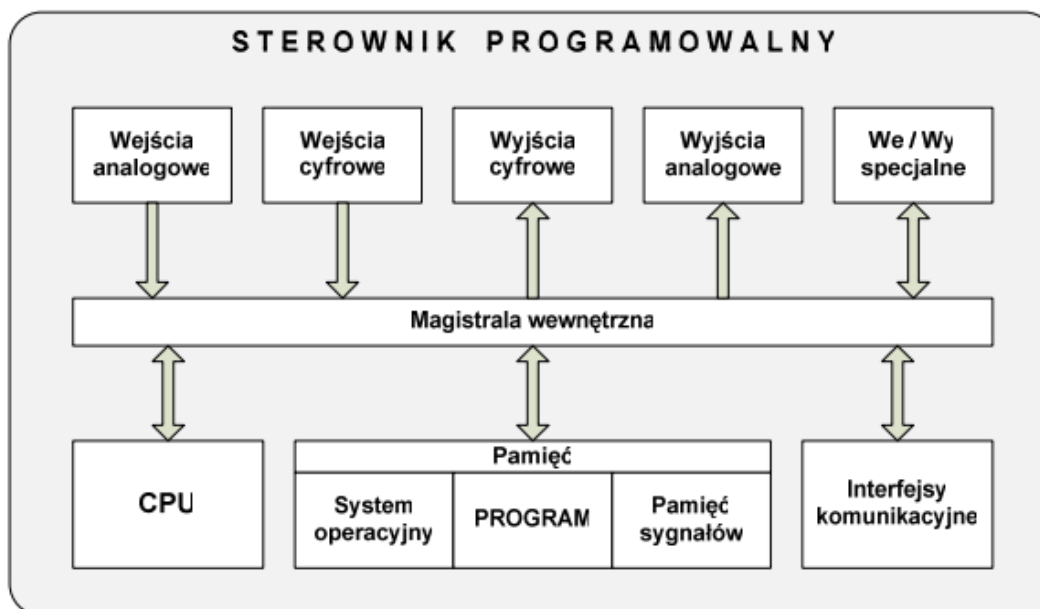 STEROWNIK PROGRAMOWALNY
Wejścia
analogowe
Wejścia
cyfrowe
Wyjścia
cyfrowe
Wyjścia
analogowe
We / Wy
specjalne
Magistrala wewnętrzna
CPU
Pamięć
System
operacyjny
PROGRAM
Pamięć
sygnałów
Interfejsy
komunikacyjne